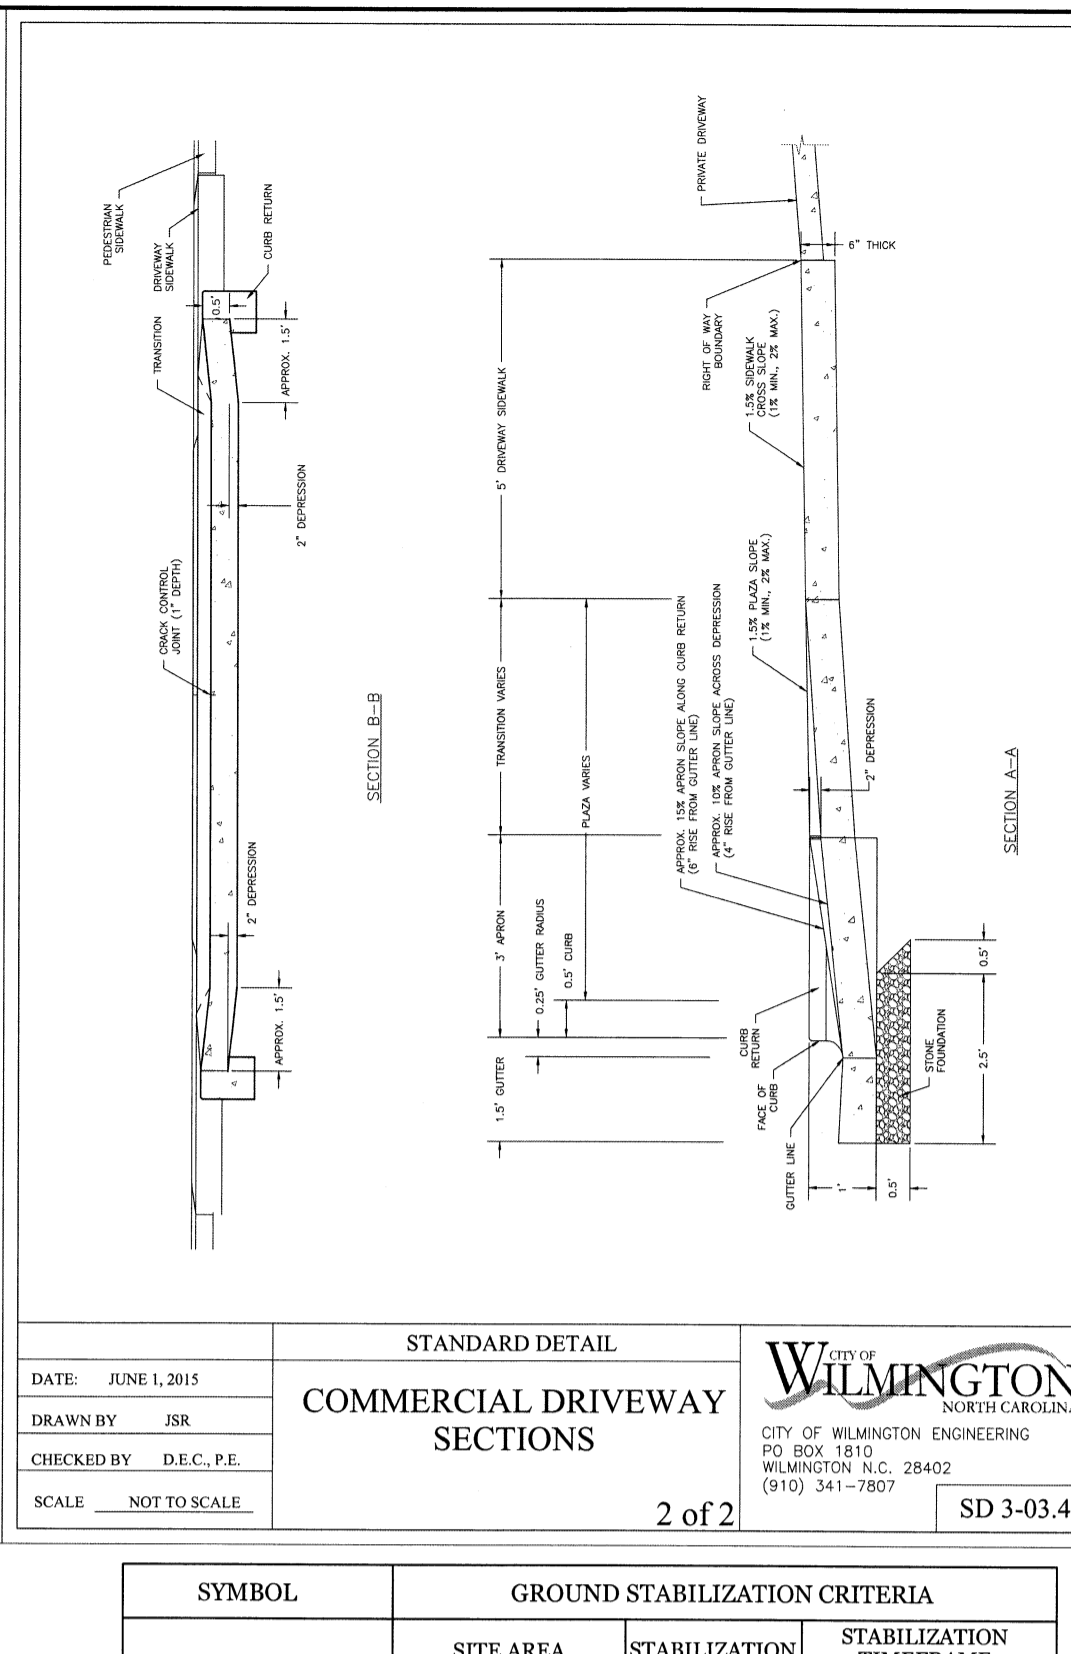 PEDESTRIAN
SIDEWALK
DRIVEWAY
SIDEWALK
CURB RETURN
TRANSITION
0.5'
APPROX. 1.5'
2" DEPRESSION
CRACK CONTROL
JOINT (1" DEPTH)
SECTION B-B
2" DEPRESSION
APPROX. 1.5'
PRIVATE DRIVEWAY
6" THICK
RIGHT OF WAY
BOUNDARY
5' DRIVEWAY SIDEWALK
1.5% SIDEWALK
CROSS SLOPE
(1% MIN., 2% MAX.)
1.5% PLAZA SLOPE
(1% MIN., 2% MAX.)
TRANSITION VARIES
PLAZA VARIES
APPROX. 15% APRON SLOPE ALONG CURB RETURN
(6" RISE FROM GUTTER LINE)
APPROX. 10% APRON SLOPE ACROSS DEPRESSION
(4" RISE FROM GUTTER LINE)
2" DEPRESSION
SECTION A-A
3' APRON
0.25' GUTTER RADIUS
0.5' CURB
1.5' GUTTER
CURB
RETURN
FACE OF
CURB
GUTTER LINE
STONE
FOUNDATION
0.5'
2.5'
1'
0.5'
STANDARD DETAIL
COMMERCIAL DRIVEWAY
SECTIONS
2 of 2
DATE: JUNE 1, 2015
DRAWN BY JSR
CHECKED BY D.E.C., P.E.
SCALE NOT TO SCALE
CITY OF
WILMINGTON
NORTH CAROLINA
CITY OF WILMINGTON ENGINEERING
PO BOX 1810
WILMINGTON N.C. 28402
(910) 341-7807
SD 3-03.4
SYMBOL
GROUND STABILIZATION CRITERIA
SITE AREA
STABILIZATION
STABILIZATION
TIMEFRAME